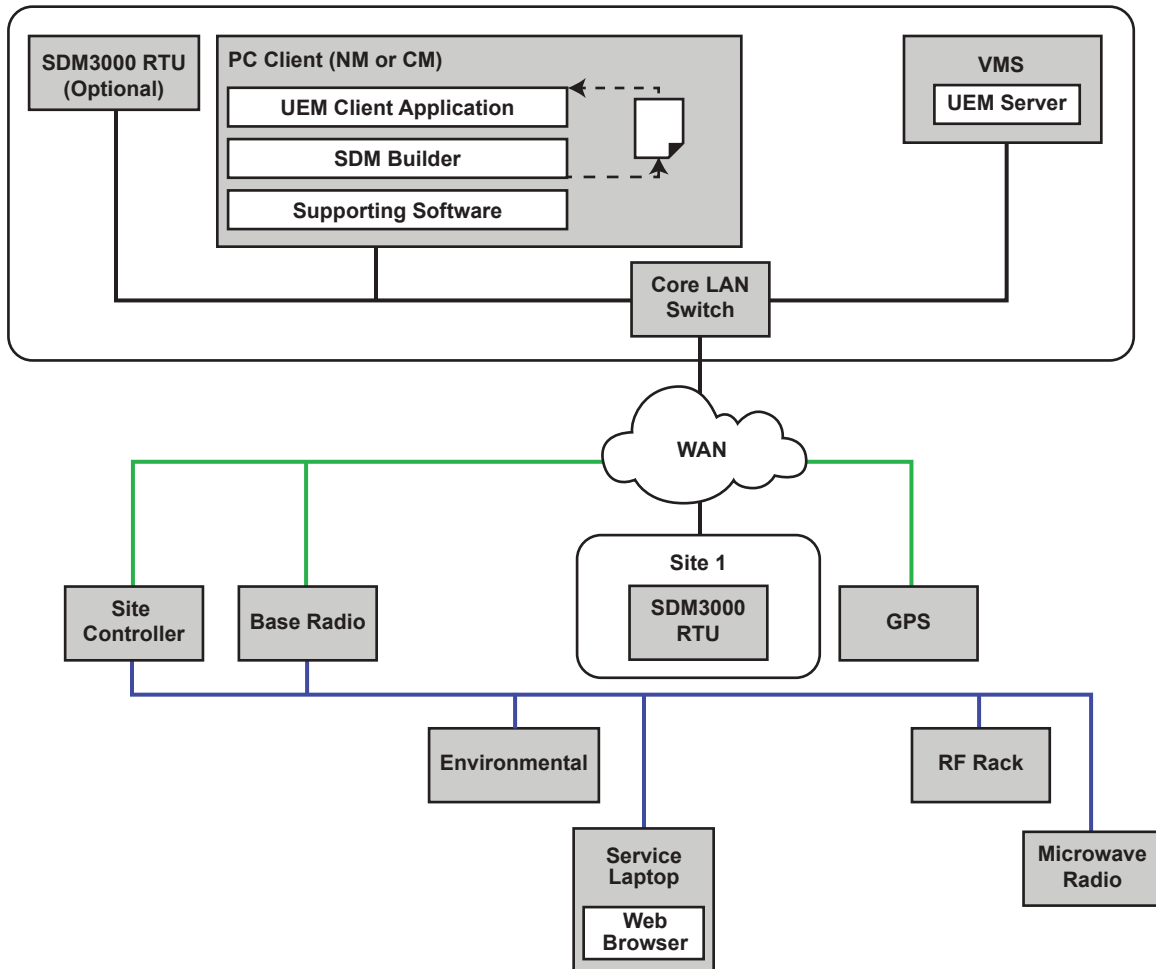 SDM3000 RTU
(Optional)
PC Client (NM or CM)
UEM Client Application
SDM Builder
Supporting Software
VMS
UEM Server
Core LAN
Switch
WAN
Site 1
SDM3000
RTU
Site
Controller
Base Radio
GPS
Environmental
RF Rack
Service
Laptop
Web
Browser
Microwave
Radio